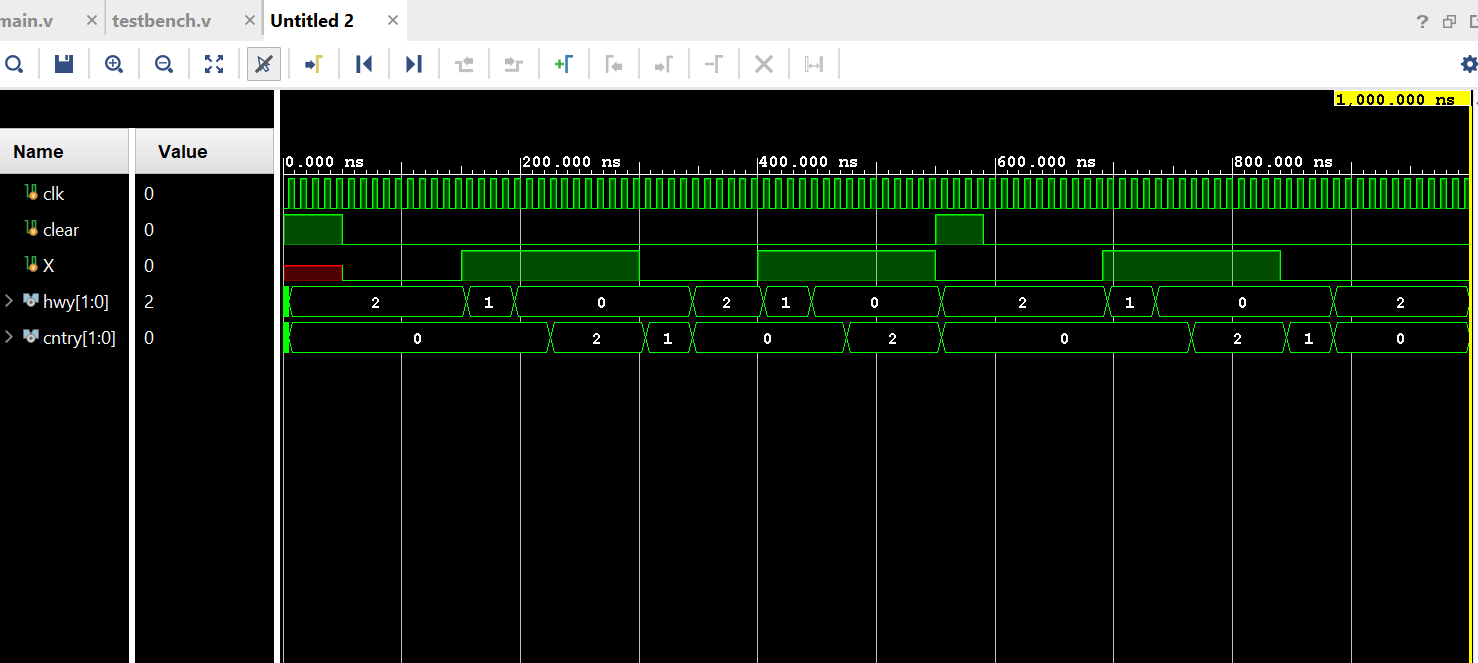 main.v × testbench.v × Untitled 2 ×
?
1,000.000 ns
Name Value
0.000 ns 200.000 ns 400.000 ns 600.000 ns 800.000 ns
clk 0
clear 0
X 0
hwy[1:0] 2 2 1 0 2 1 0 2 1 0 2
cntry[1:0] 0 0 2 1 0 2 0 2 1 0